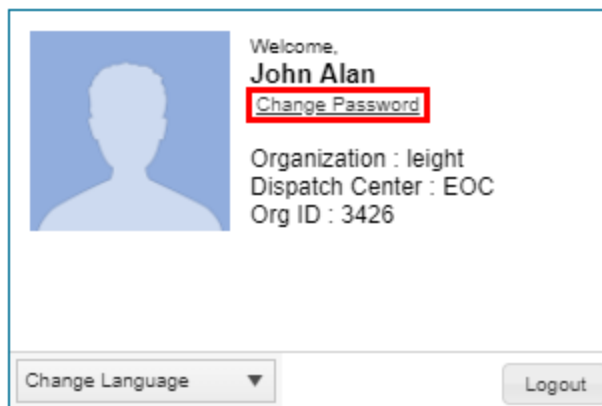 Welcome,
John Alan
Change Password
Organization : leight
Dispatch Center : EOC
Org ID : 3426
Change Language
Logout